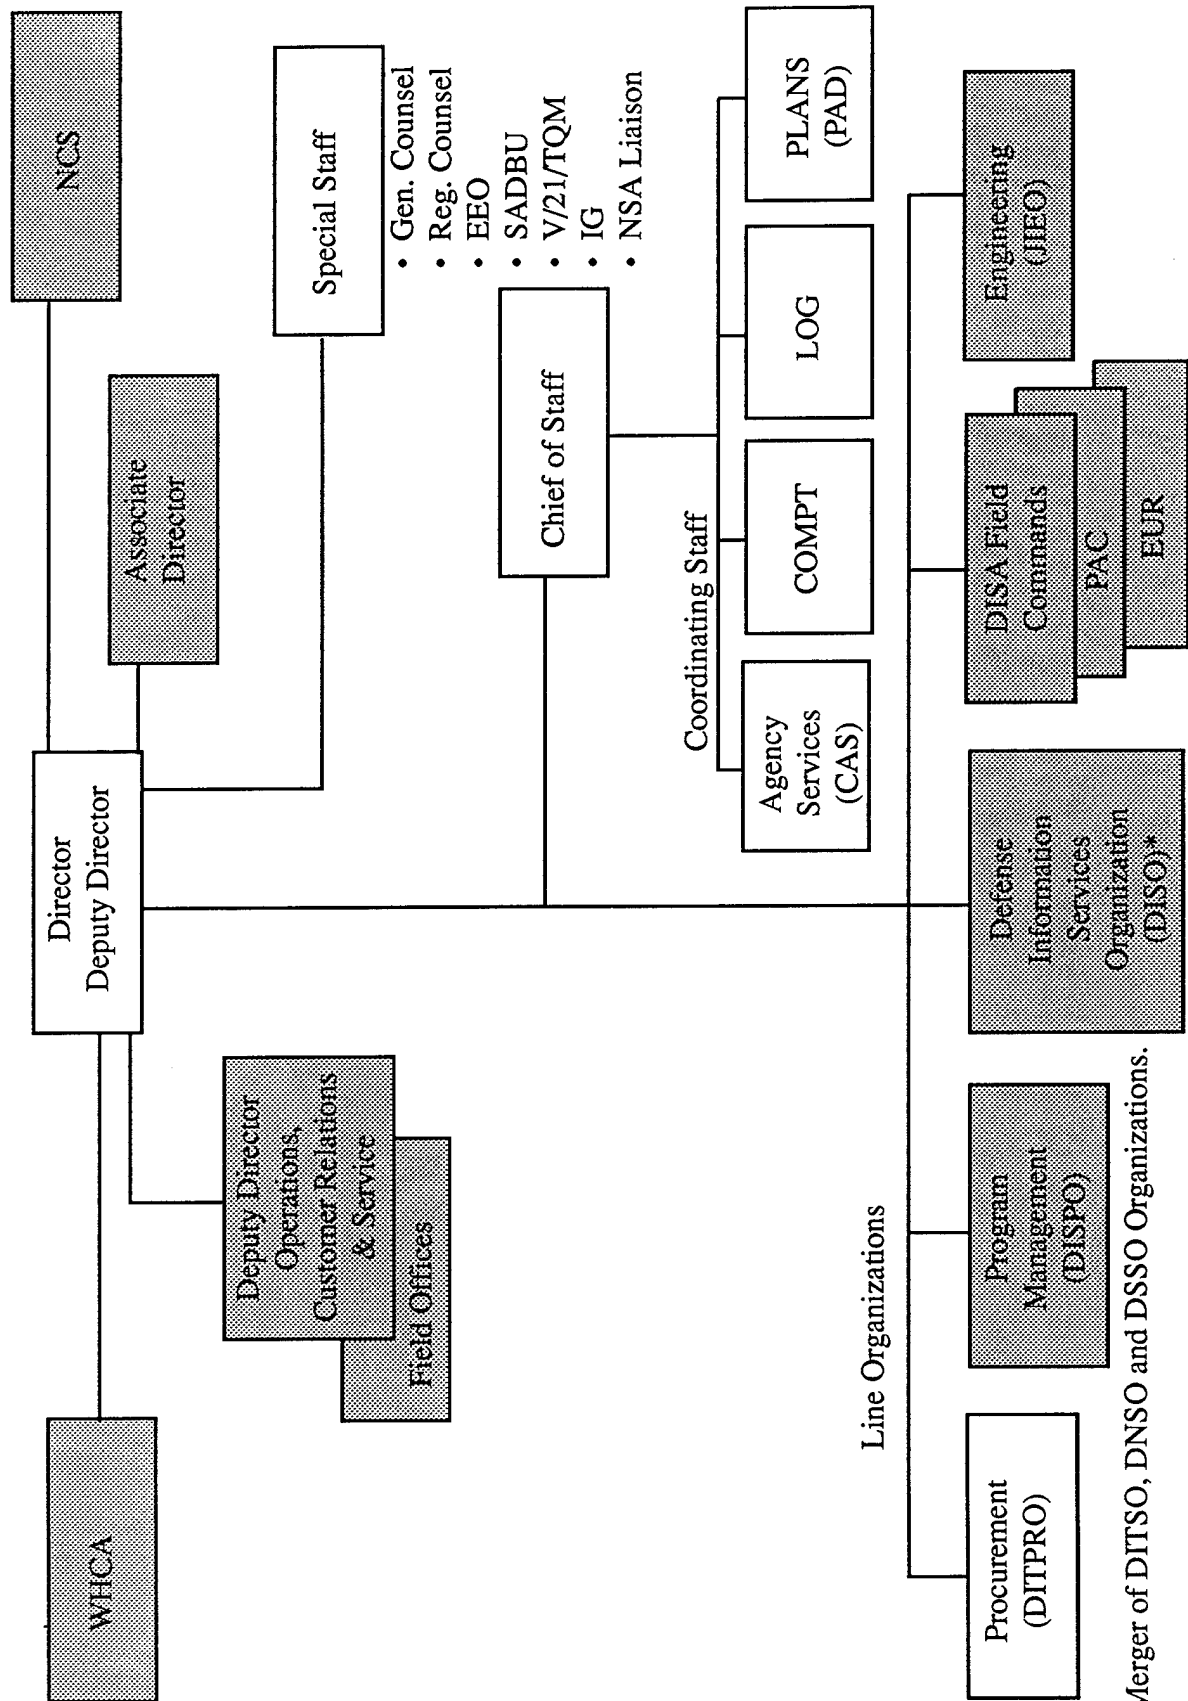 WHCA
Director
Deputy Director
NCS
Associate
Director
Deputy Director
Operations,
Customer Relations
& Service
Field Offices
Special Staff
• Gen. Counsel
• Reg. Counsel
• EEO
• SADBU
• V/21/TQM
• IG
• NSA Liaison
Chief of Staff
Coordinating Staff
Agency
Services
(CAS)
COMPT
LOG
PLANS
(PAD)
Line Organizations
Procurement
(DITPRO)
Program
Management
(DISPO)
Defense
Information
Services
Organization
(DISO)*
DISA Field
Commands
PAC
EUR
Engineering
(JIEO)
Merger of DITSO, DNSO and DSSO Organizations.